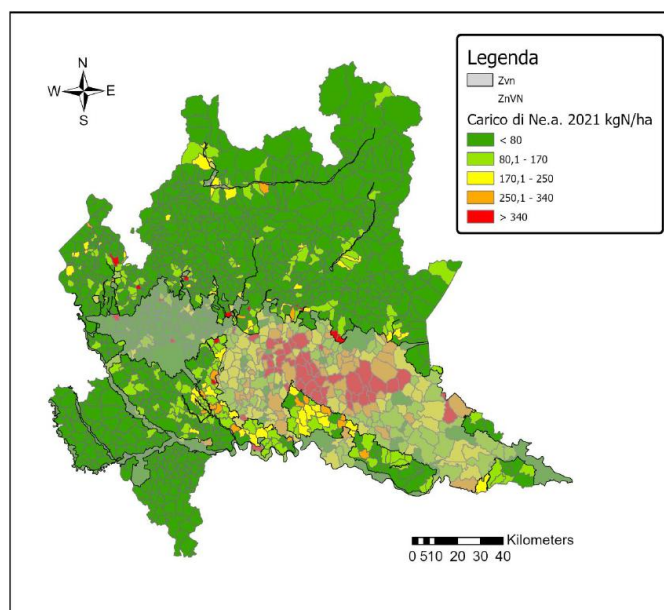 N
W E
S
Legenda
Zvn
ZnVN
Carico di Ne.a. 2021 kgN/ha
< 80
80,1 - 170
170,1 - 250
250,1 - 340
> 340
Kilometers
0 510 20 30 40